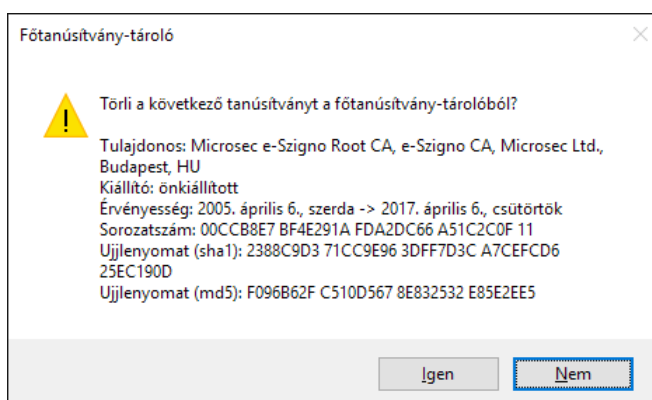 Főtanúsítvány-tároló
Törli a következő tanúsítványt a főtanúsítvány-tárolóból?
Tulajdonos: Microsec e-Szigno Root CA, e-Szigno CA, Microsec Ltd.,
Budapest, HU
Kiállító: önkiállított
Érvényesség: 2005. április 6., szerda -> 2017. április 6., csütörtök
Sorozatszám: 00CCB8E7 BF4E291A FDA2DC66 A51C2C0F 11
Ujjlenyomat (sha1): 2388C9D3 71CC9E96 3DFF7D3C A7CEFCD6
25EC190D
Ujjlenyomat (md5): F096B62F C510D567 8E832532 E85E2EE5
Igen
Nem